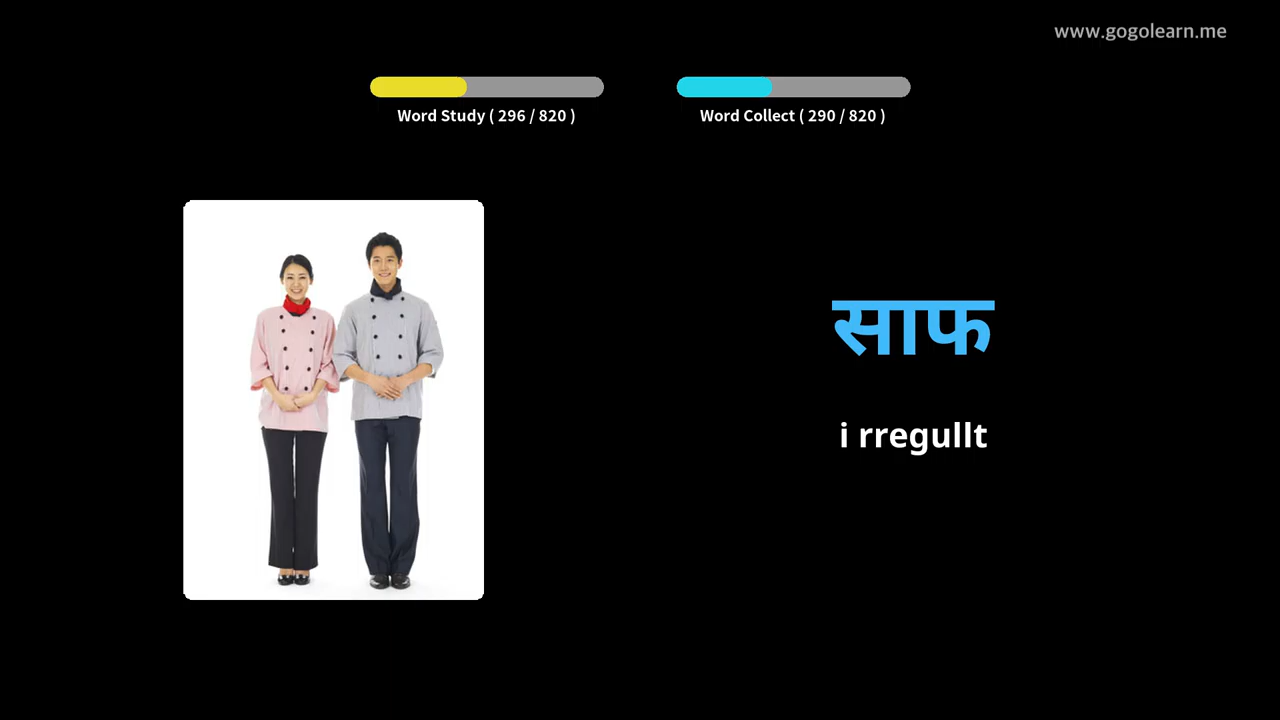 www.gogolearn.me
Word Study ( 296 / 820 )
Word Collect ( 290 / 820 )
साफ
i rregullt